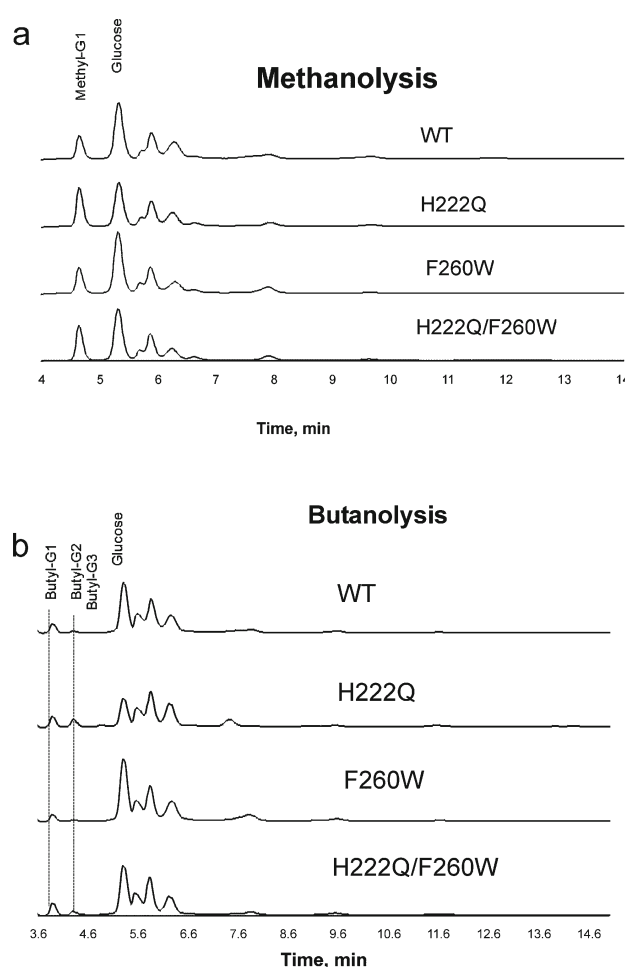 a
Methyl-G1
Glucose
Methanolysis
WT
H222Q
F260W
H222Q/F260W
4 5 6 7 8 9 10 11 12 13 14
Time, min
b
Butyl-G1
Butyl-G2
Butyl-G3
Glucose
Butanolysis
WT
H222Q
F260W
H222Q/F260W
3.6 4.6 5.6 6.6 7.6 8.6 9.6 10.6 11.6 12.6 13.6 14.6
Time, min